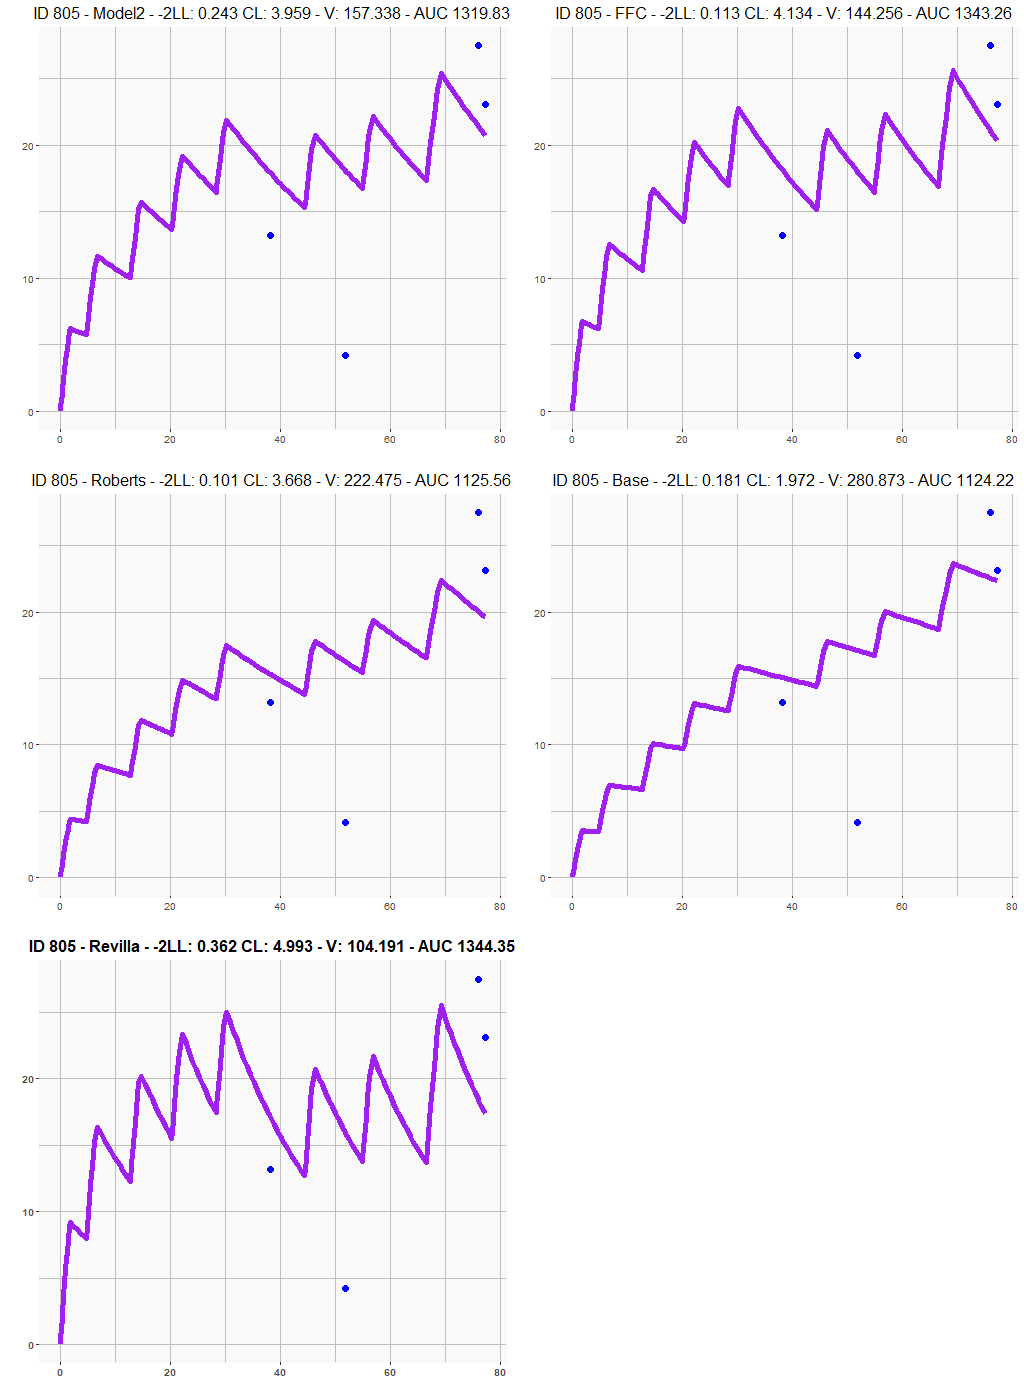 ID 805 - Model2 - -2LL: 0.243 CL: 3.959 - V: 157.338 - AUC 1319.83
20
10
0
0 20 40 60 80
ID 805 - FFC - -2LL: 0.113 CL: 4.134 - V: 144.256 - AUC 1343.26
20
10
0
0 20 40 60 80
ID 805 - Roberts - -2LL: 0.101 CL: 3.668 - V: 222.475 - AUC 1125.56
20
10
0
0 20 40 60 80
ID 805 - Base - -2LL: 0.181 CL: 1.972 - V: 280.873 - AUC 1124.22
20
10
0
0 20 40 60 80
ID 805 - Revilla - -2LL: 0.362 CL: 4.993 - V: 104.191 - AUC 1344.35
20
10
0
0 20 40 60 80